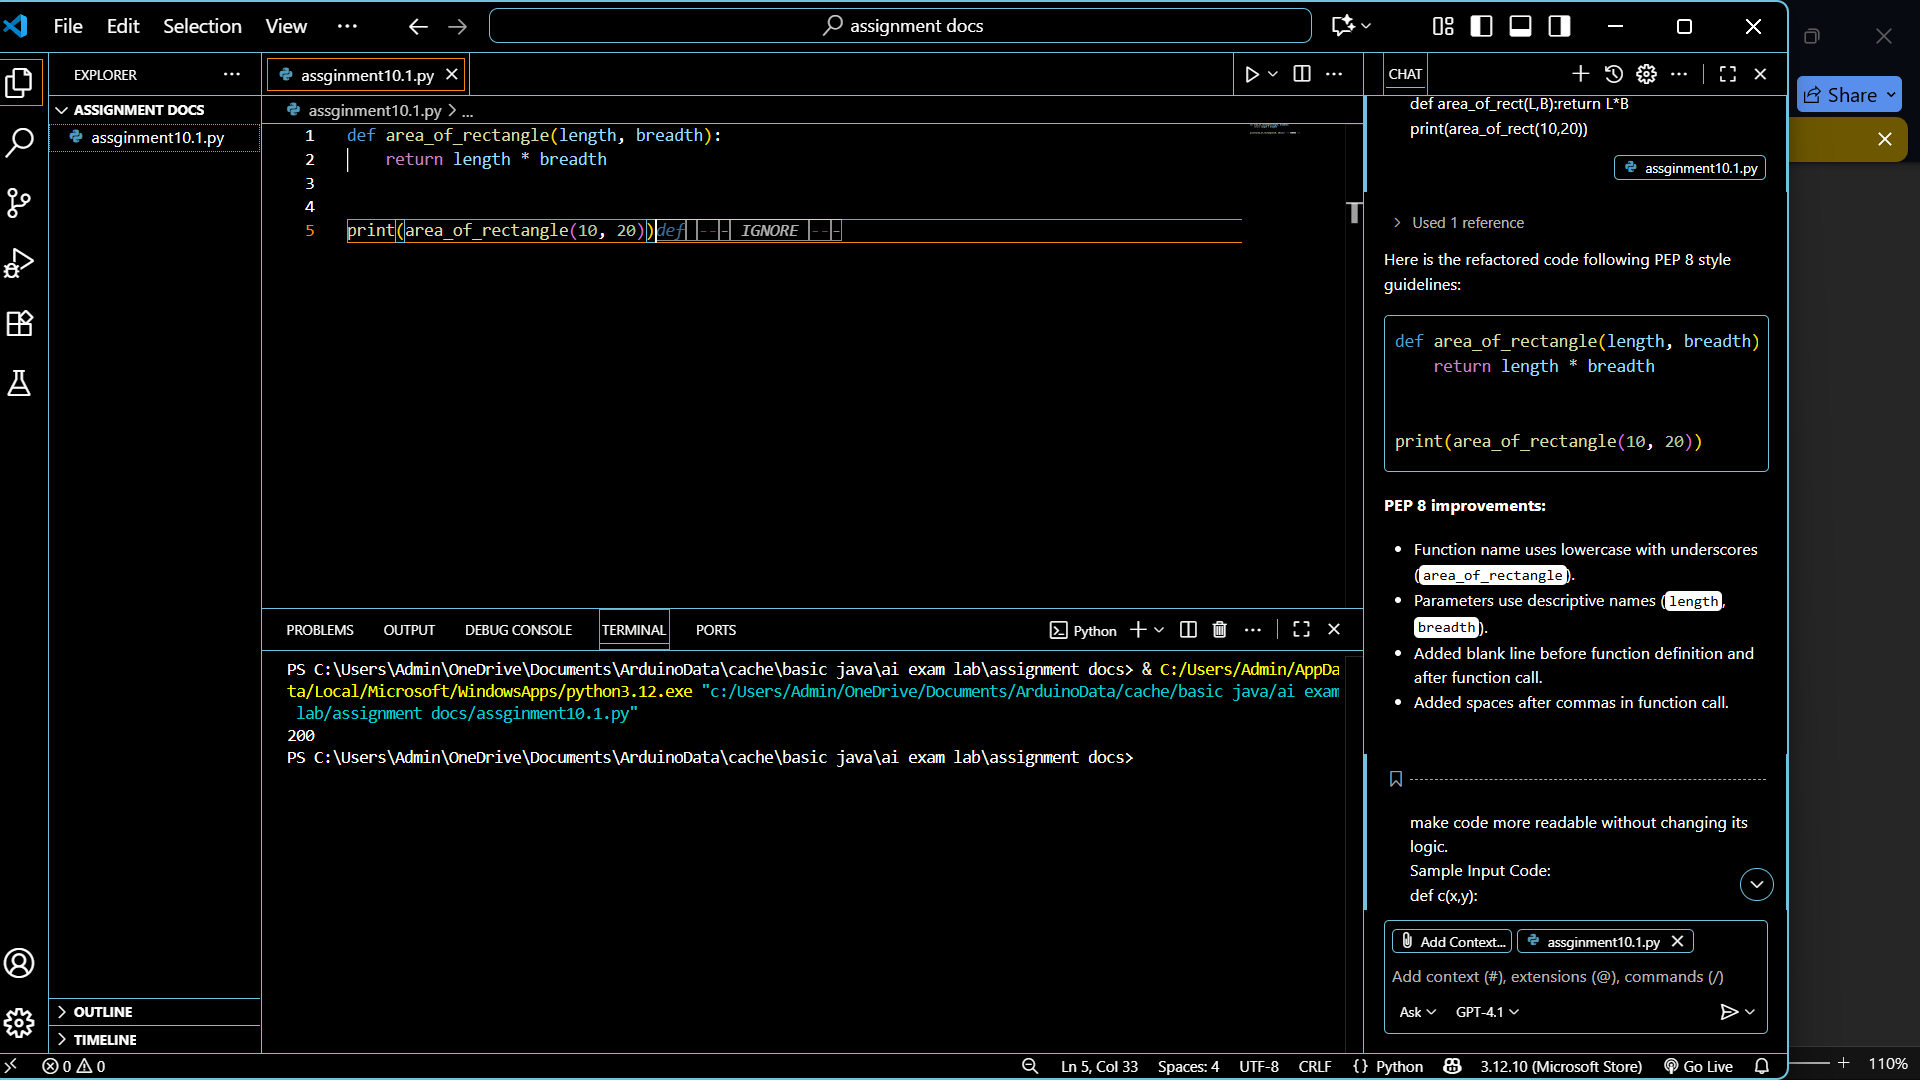 File Edit Selection View ··· assignment docs
EXPLORER ···
ASSIGNMENT DOCS
assginment10.1.py
OUTLINE
TIMELINE
assginment10.1.py
assginment10.1.py > ...
1 def area_of_rectangle(length, breadth):
2 return length * breadth
3
4
5 print(area_of_rectangle(10, 20))def --- IGNORE ---
PROBLEMS OUTPUT DEBUG CONSOLE TERMINAL PORTS Python
PS C:\Users\Admin\OneDrive\Documents\ArduinoData\cache\basic java\ai exam lab\assignment docs> & C:/Users/Admin/AppDa
ta/Local/Microsoft/WindowsApps/python3.12.exe "c:/Users/Admin/OneDrive/Documents/ArduinoData/cache/basic java/ai exam
lab/assignment docs/assginment10.1.py"
200
PS C:\Users\Admin\OneDrive\Documents\ArduinoData\cache\basic java\ai exam lab\assignment docs>
CHAT
def area_of_rect(L,B):return L*B
print(area_of_rect(10,20))
assginment10.1.py
Used 1 reference
Here is the refactored code following PEP 8 style
guidelines:
def area_of_rectangle(length, breadth)
return length * breadth
print(area_of_rectangle(10, 20))
PEP 8 improvements:
• Function name uses lowercase with underscores
(area_of_rectangle).
• Parameters use descriptive names (length,
breadth).
• Added blank line before function definition and
after function call.
• Added spaces after commas in function call.
make code more readable without changing its
logic.
Sample Input Code:
def c(x,y):
Add Context... assginment10.1.py
Add context (#), extensions (@), commands (/)
Ask GPT-4.1
Share
0 0 Ln 5, Col 33 Spaces: 4 UTF-8 CRLF {} Python 3.12.10 (Microsoft Store) Go Live
110%